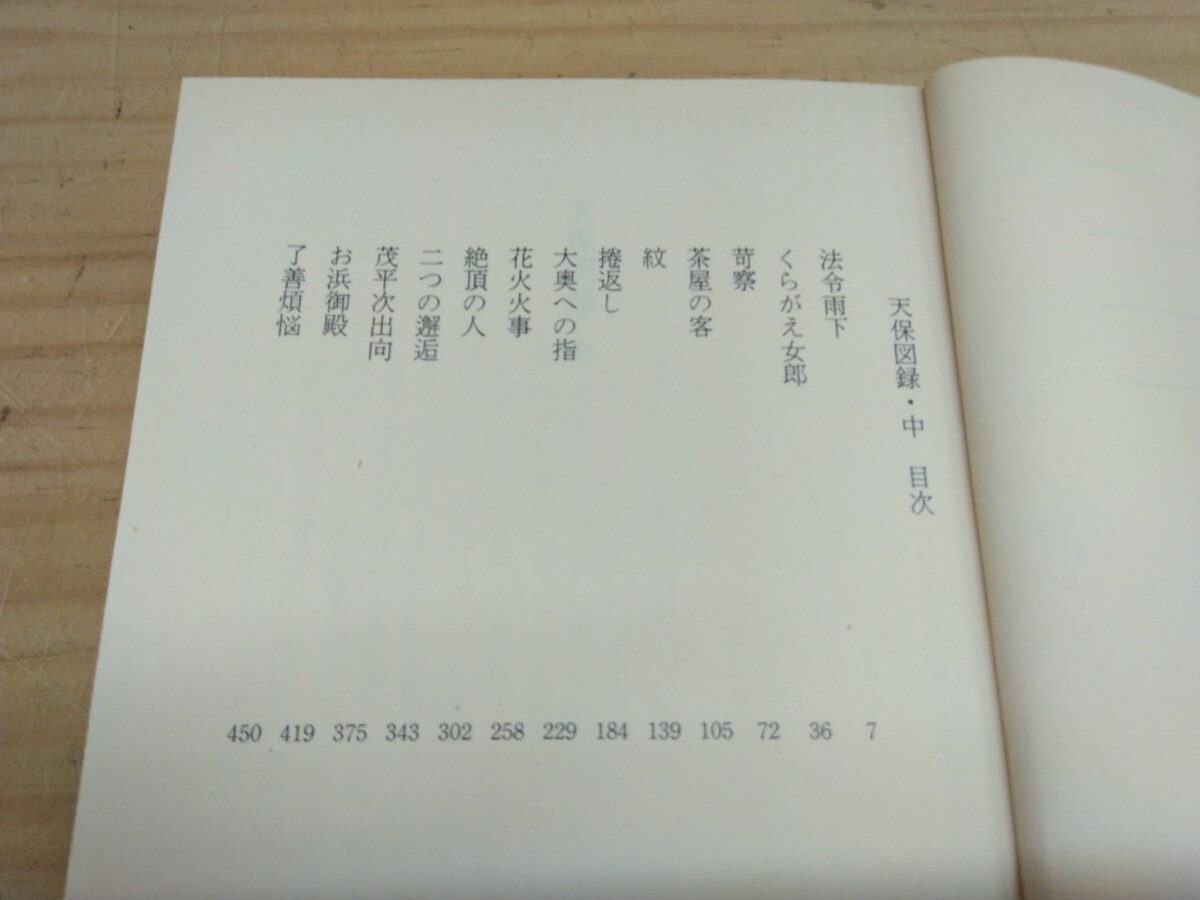 天保図録・中　目次
法令雨下 7
くらがえ女郎 36
苛察 72
茶屋の客 105
紋 139
捲返し 184
大奥への指 229
花火火事 258
絶頂の人 302
二つの邂逅 343
茂平次出向 375
お浜御殿 419
了善煩悩 450